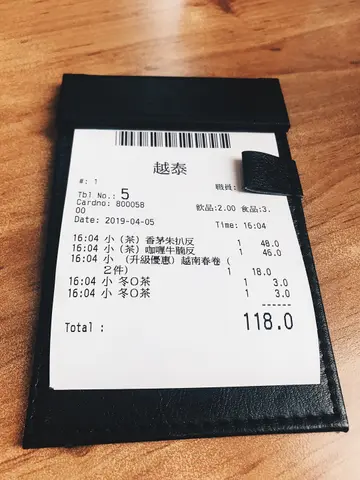 越泰
#: 1
職員:
Tbl No.: 5
Cardno: 800058
00
飲品:2.00 食品:3.
Date: 2019-04-05 Time: 16:04
16:04 小 (茶) 香茅朱扒反 1 48.0
16:04 小 (茶) 咖喱牛腩反 1 46.0
16:04 小 (升級優惠) 越南春卷 (
2件) 1 18.0
16:04 小 冬O茶 1 3.0
16:04 小 冬O茶 1 3.0
------
Total : 118.0